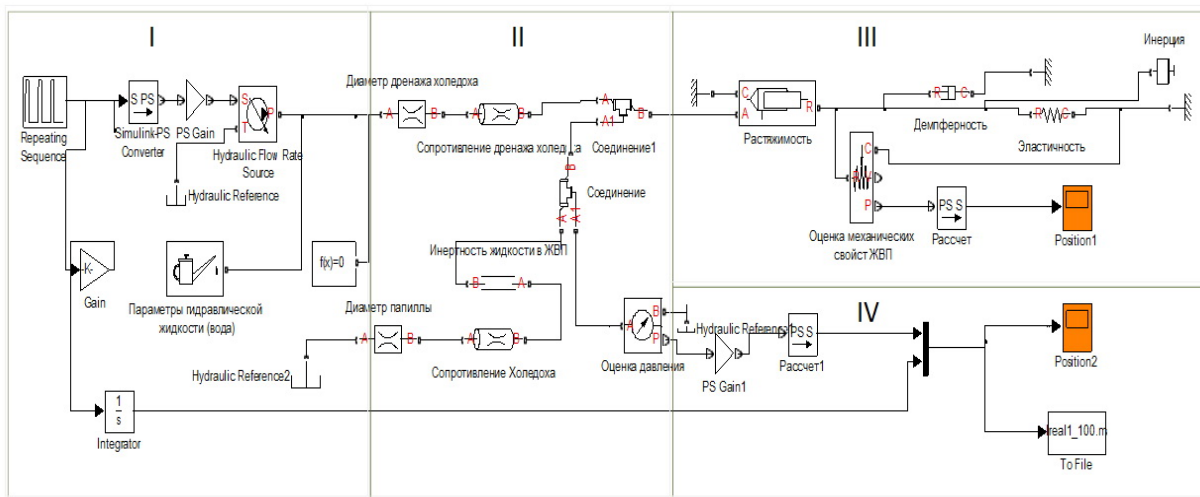 I
II
III
Инерция
Repeating
Sequence
S PS
Simulink-PS
Converter
PS Gain
S
P
T
Hydraulic Flow Rate
Source
Hydraulic Reference
K-
Gain
Параметры гидравлической
жидкости (вода)
f(x)=0
1
s
Integrator
Диаметр дренажа холедоха
A
B
A
B
Сопротивление дренажа холедоха
A
A1
B
Соединение1
B
A
A1
Соединение
Инертность жидкости в ЖВП
B
A
Диаметр папиллы
A
B
A
B
Hydraulic Reference2
Сопротивление Холедоха
A
B
P
Оценка давления
C
A
R
Растяжимость
R
C
Демпферность
R
C
Эластичность
C
R
V
P
Оценка механических
свойст ЖВП
PS S
Рассчет
Position1
IV
PS Gain1
PS S
Рассчет1
Position2
real1_100.m
To File